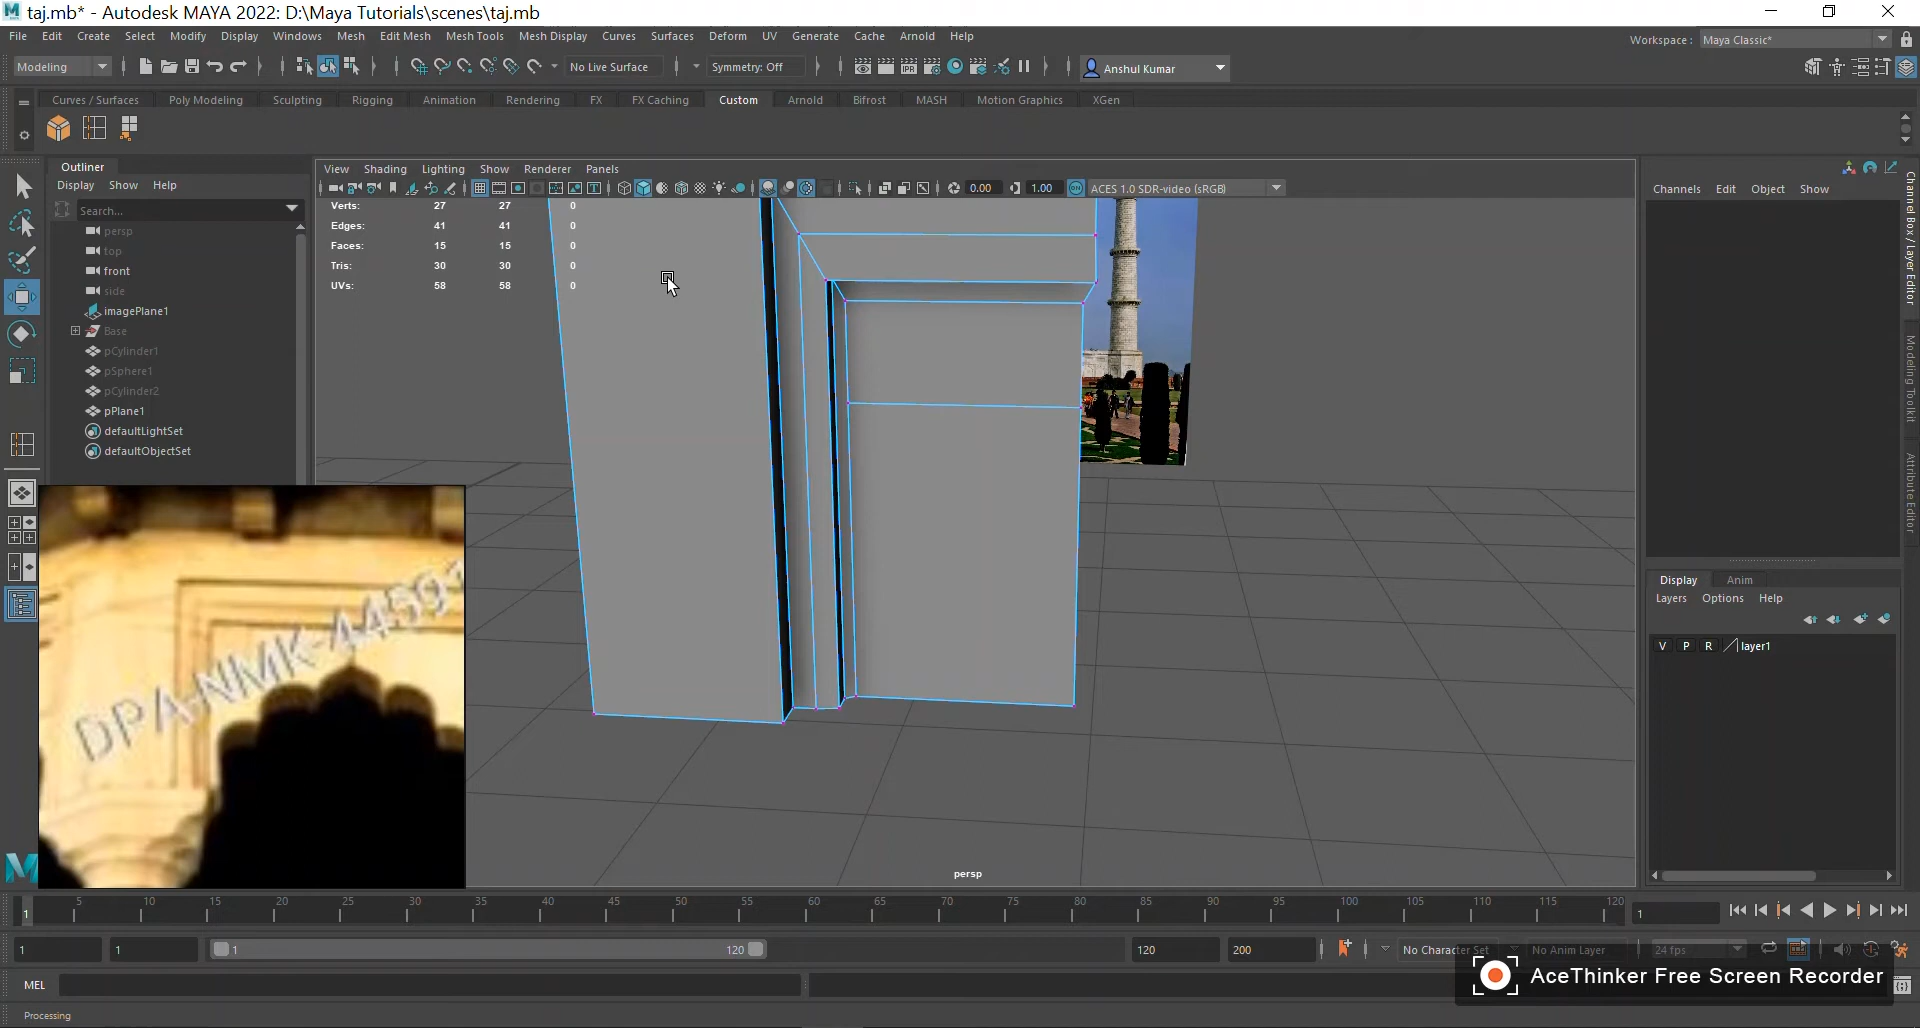 taj.mb* - Autodesk MAYA 2022: D:\Maya Tutorials\scenes\taj.mb
File Edit Create Select Modify Display Windows Mesh Edit Mesh Mesh Tools Mesh Display Curves Surfaces Deform UV Generate Cache Arnold Help
Workspace: Maya Classic*
Modeling
No Live Surface
Symmetry: Off
IPR
Anshul Kumar
Curves / Surfaces Poly Modeling Sculpting Rigging Animation Rendering FX FX Caching Custom Arnold Bifrost MASH Motion Graphics XGen
Outliner
Display Show Help
Search...
persp
top
front
side
imagePlane1
Base
pCylinder1
pSphere1
pCylinder2
pPlane1
defaultLightSet
defaultObjectSet
View Shading Lighting Show Renderer Panels
0.00 1.00 ON ACES 1.0 SDR-video (sRGB)
Verts: 27 27 0
Edges: 41 41 0
Faces: 15 15 0
Tris: 30 30 0
UVs: 58 58 0
persp
Channels Edit Object Show
Channel Box / Layer Editor
Modeling Toolkit
Attribute Editor
Display Anim
Layers Options Help
V P R layer1
1 5 10 15 20 25 30 35 40 45 50 55 60 65 70 75 80 85 90 95 100 105 110 115 120
1
1 1 1 120 120 200 No Character Set No Anim Layer 24 fps
MEL
AceThinker Free Screen Recorder
Processing